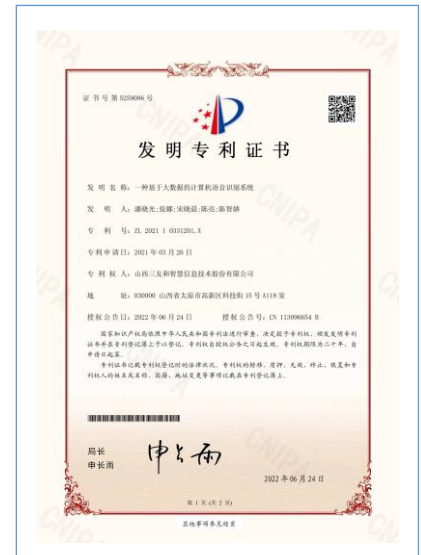 证书号第5259096号
发明专利证书
发明名称：一种基于大数据的计算机语音识别系统
发明人：潘晓光;张娜;宋晓晨;陈亮;陈智娇
专利号：ZL 2021 1 0331201.X
专利申请日：2021年03月26日
专利权人：山西三友和智慧信息技术股份有限公司
地址：030000 山西省太原市高新区科技街15号A118室
授权公告日：2022年06月24日 授权公告号：CN 113096654 B
国家知识产权局依照中华人民共和国专利法进行审查，决定授予专利权，颁发发明专利
证书并在专利登记簿上予以登记。专利权自授权公告之日起生效。专利权期限为二十年，自
申请日起算。
专利证书记载专利权登记时的法律状况。专利权的转移、质押、无效、终止、恢复和专
利权人的姓名或名称、国籍、地址变更等事项记载在专利登记簿上。
局长
申长雨
申长雨
2022年06月24日
第 1 页 (共 2 页)
其他事项参见续页
CNIPA